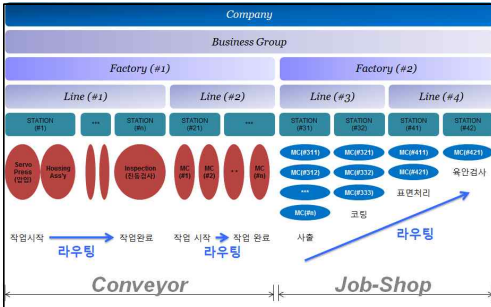 Company
Business Group
Factory (#1)
Factory (#2)
Line (#1)
Line (#2)
Line (#3)
Line (#4)
STATION (#1)
•••
STATION (#n)
STATION (#21)
•••
STATION (#31)
STATION (#32)
STATION (#41)
STATION (#42)
Servo Press (압입)
Housing Ass'y
Inspection (진동검사)
MC (#1)
MC (#2)
• •
MC (#n)
MC(#311)
MC(#321)
MC(#411)
MC(#421)
MC(#312)
MC(#332)
MC(#421)
육안검사
•••
MC(#333)
표면처리
MC(#n)
코팅
사출
작업시작
작업완료
작업 시작
작업 완료
라우팅
라우팅
라우팅
Conveyor
Job-Shop